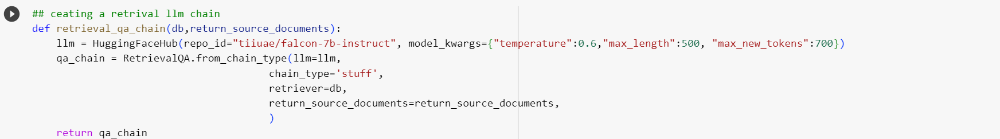 ## ceating a retrival llm chain
def retrieval_qa_chain(db,return_source_documents):
    llm = HuggingFaceHub(repo_id="tiiuae/falcon-7b-instruct", model_kwargs={"temperature":0.6,"max_length":500, "max_new_tokens":700})
    qa_chain = RetrievalQA.from_chain_type(llm=llm,
                                       chain_type='stuff',
                                       retriever=db,
                                       return_source_documents=return_source_documents,
                                       )
    return qa_chain